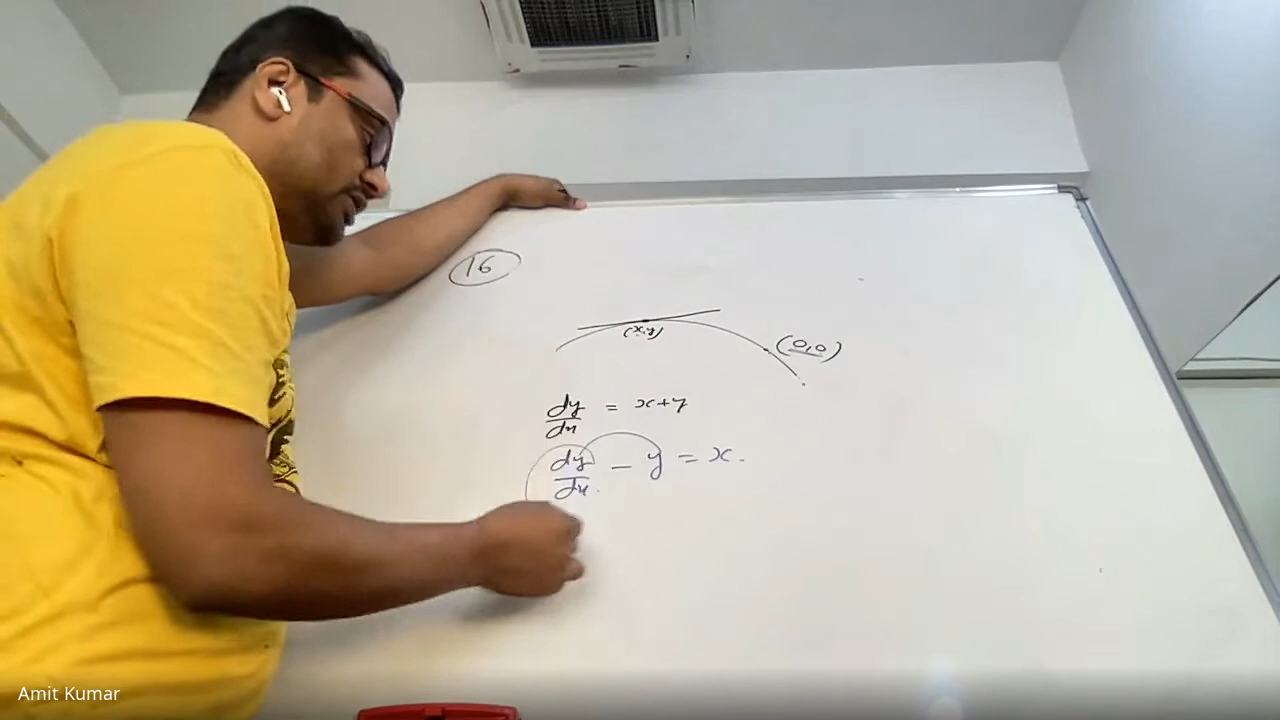 16
(x,y)
(0,0)
dy/dx = x+y
dy/dx - y = x.
Amit Kumar